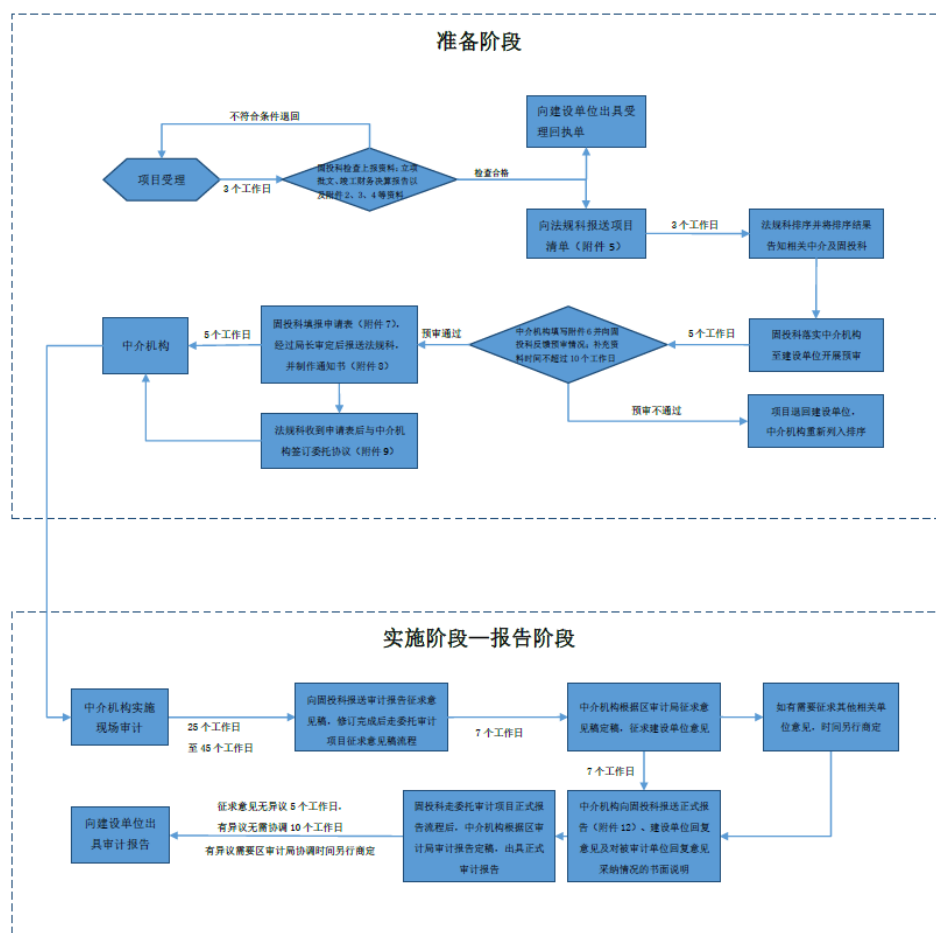 准备阶段
不符合条件退回
向建设单位出具受
理回执单
项目受理
3 个工作日
固投科检查上报资料：立项
批文、竣工财务决算报告以
及附件 2、3、4 等资料
检查合格
向法规科报送项目
清单（附件 5）
3 个工作日
法规科排序并将排序结果
告知相关中介及固投科
中介机构
5 个工作日
固投科填报申请表（附件 7），
经过局长审定后报送法规科，
并制作通知书（附件 8）
预审通过
中介机构填写附件 6 并向固
投科反馈预审情况；补充资
料时间不超过 10 个工作日
5 个工作日
固投科落实中介机构
至建设单位开展预审
法规科收到申请表后与中介机
构签订委托协议（附件 9）
预审不通过
项目退回建设单位，
中介机构重新列入排序
实施阶段—报告阶段
中介机构实施
现场审计
25 个工作日
至 45 个工作日
向固投科报送审计报告征求意
见稿，修订完成后走委托审计
项目征求意见稿流程
7 个工作日
中介机构根据区审计局征求意
见稿定稿，征求建设单位意见
如有需要征求其他相关单
位意见，时间另行商定
7 个工作日
向建设单位出
具审计报告
征求意见无异议 5 个工作日，
有异议无需协调 10 个工作日
有异议需要区审计局协调时间另行商定
固投科走委托审计项目正式报
告流程后，中介机构根据区审
计局审计报告定稿，出具正式
审计报告
中介机构向固投科报送正式报
告（附件 12）、建设单位回复
意见及对被审计单位回复意见
采纳情况的书面说明